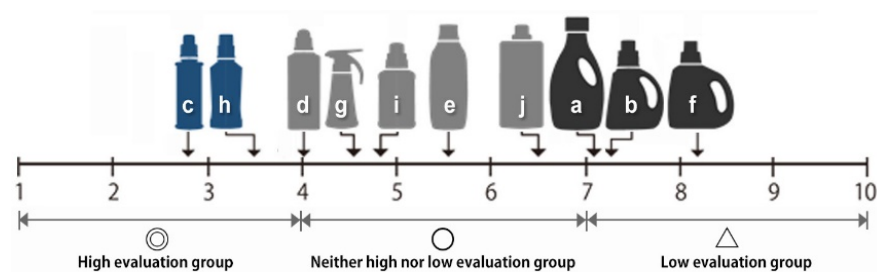 c h d g i e j a b f
1 2 3 4 5 6 7 8 9 10
High evaluation group Neither high nor low evaluation group Low evaluation group